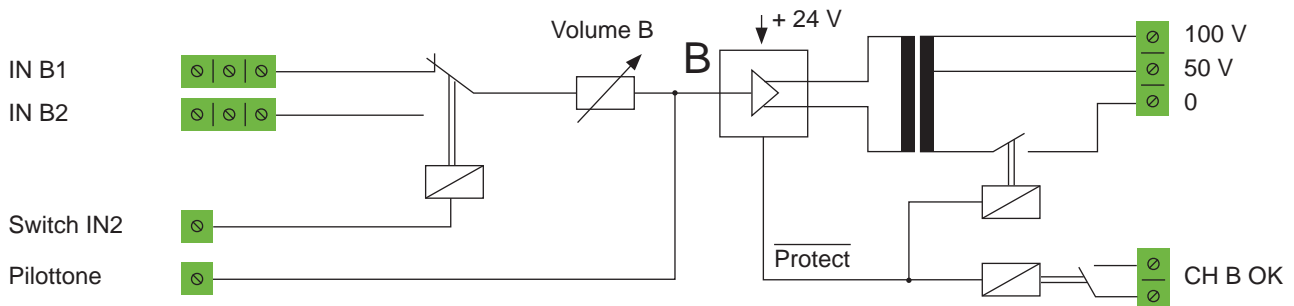 + 24 V
Volume B
B
100 V
50 V
0
IN B1
IN B2
Switch IN2
Pilottone
Protect
CH B OK